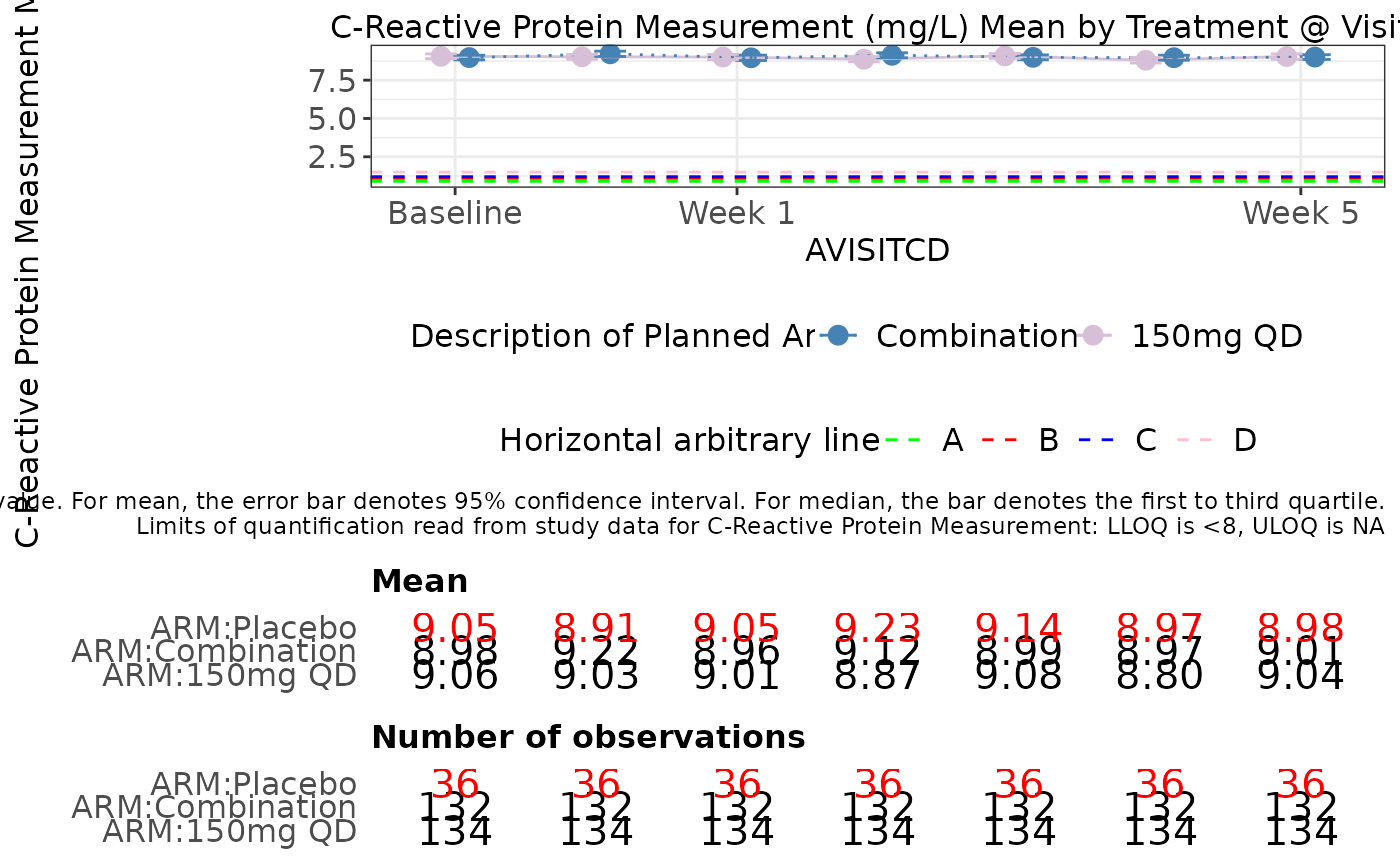 C-Reactive Protein Measurement (mg/L) Mean by Treatment @
C-Reactive Protein Measurement
7.5
5.0
2.5
Baseline Week 1 Week 5
AVISITCD
Description of Planned Ar Combination 150mg QD
Horizontal arbitrary line A B C D
For mean, the error bar denotes 95% confidence interval. For median, the bar denotes the first to third quartile.
Limits of quantification read from study data for C-Reactive Protein Measurement: LLOQ is <8, ULOQ is NA
Mean
ARM:Placebo 9.05 8.91 9.05 9.23 9.14 8.97 8.98
ARM:Combination 8.98 9.22 8.96 9.12 8.99 8.97 9.01
ARM:150mg QD 9.06 9.03 9.01 8.87 9.08 8.80 9.04
Number of observations
ARM:Placebo 36 36 36 36 36 36 36
ARM:Combination 132 132 132 132 132 132 132
ARM:150mg QD 134 134 134 134 134 134 134